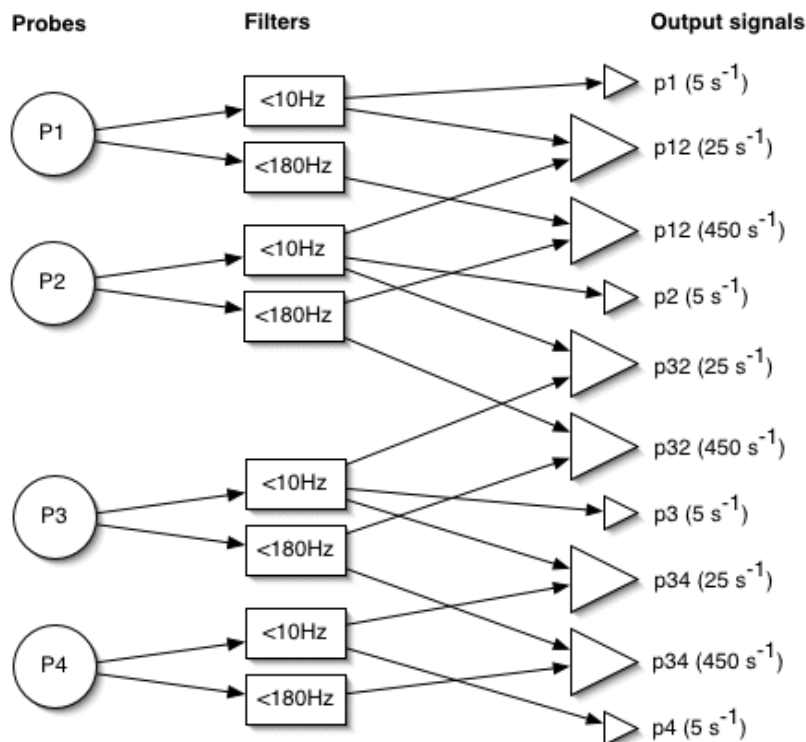 Probes
Filters
Output signals
P1
<10Hz
<180Hz
p1 (5 s⁻¹)
p12 (25 s⁻¹)
p12 (450 s⁻¹)
P2
<10Hz
<180Hz
p2 (5 s⁻¹)
p32 (25 s⁻¹)
p32 (450 s⁻¹)
P3
<10Hz
<180Hz
p3 (5 s⁻¹)
p34 (25 s⁻¹)
P4
<10Hz
<180Hz
p34 (450 s⁻¹)
p4 (5 s⁻¹)